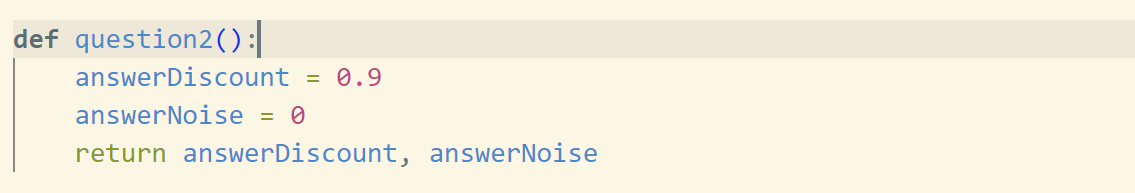 def question2():
    answerDiscount = 0.9
    answerNoise = 0
    return answerDiscount, answerNoise